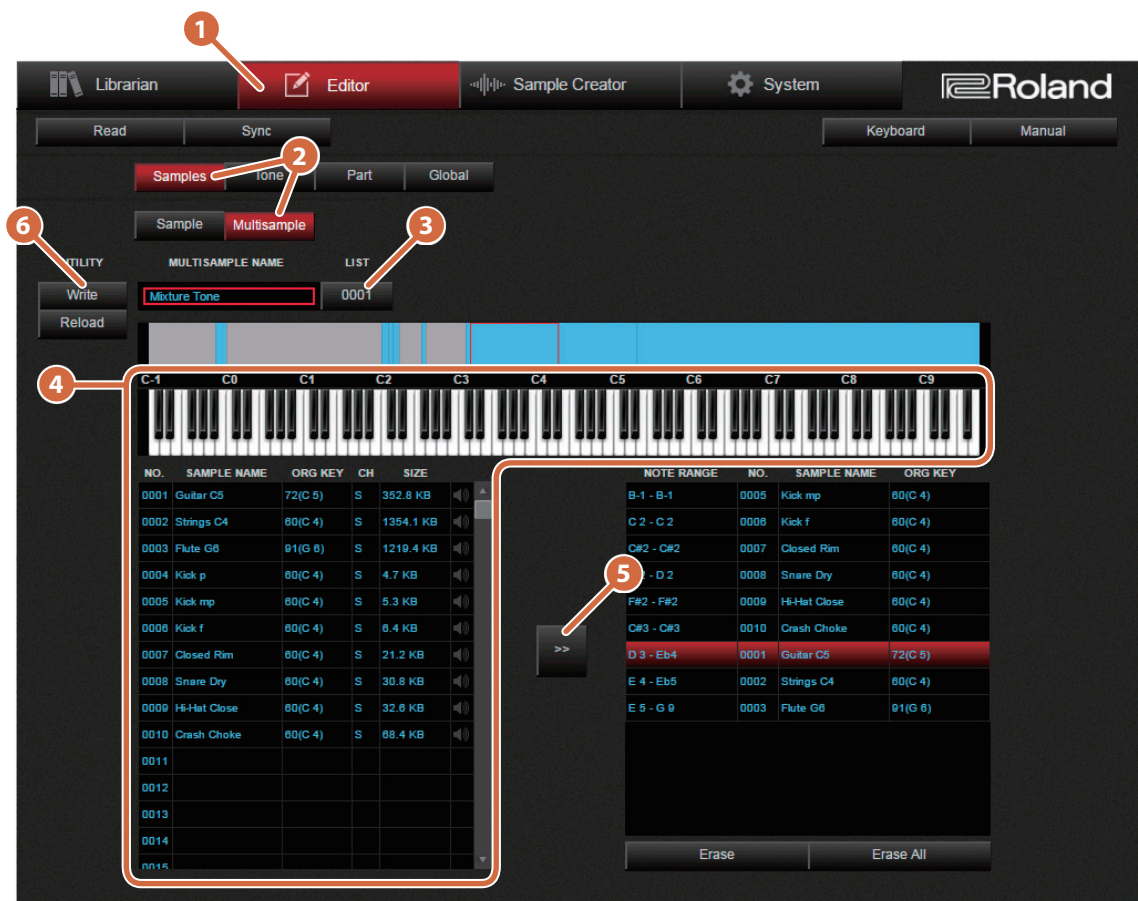 1
Librarian Editor Sample Creator System Roland
Read Sync Keyboard Manual
2
Samples Tone Part Global
6 Sample Multisample 3
UTILITY MULTISAMPLE NAME LIST
Write Mixture Tone 0001
Reload
4
C-1 C0 C1 C2 C3 C4 C5 C6 C7 C8 C9
NO. SAMPLE NAME ORG KEY CH SIZE
0001 Guitar C5 72(C 5) S 352.8 KB
0002 Strings C4 60(C 4) S 1354.1 KB
0003 Flute G6 91(G 6) S 1219.4 KB
0004 Kick p 60(C 4) S 4.7 KB
0005 Kick mp 60(C 4) S 5.3 KB
0006 Kick f 60(C 4) S 6.4 KB
0007 Closed Rim 60(C 4) S 21.2 KB
0008 Snare Dry 60(C 4) S 30.8 KB
0009 Hi-Hat Close 60(C 4) S 32.6 KB
0010 Crash Choke 60(C 4) S 68.4 KB
0011
0012
0013
0014
0015
5
>>
NOTE RANGE NO. SAMPLE NAME ORG KEY
B-1 - B-1 0005 Kick mp 60(C 4)
C 2 - C 2 0006 Kick f 60(C 4)
C#2 - C#2 0007 Closed Rim 60(C 4)
- D 2 0008 Snare Dry 60(C 4)
F#2 - F#2 0009 Hi-Hat Close 60(C 4)
C#3 - C#3 0010 Crash Choke 60(C 4)
D 3 - Eb4 0001 Guitar C5 72(C 5)
E 4 - Eb5 0002 Strings C4 60(C 4)
E 5 - G 9 0003 Flute G6 91(G 6)
Erase Erase All